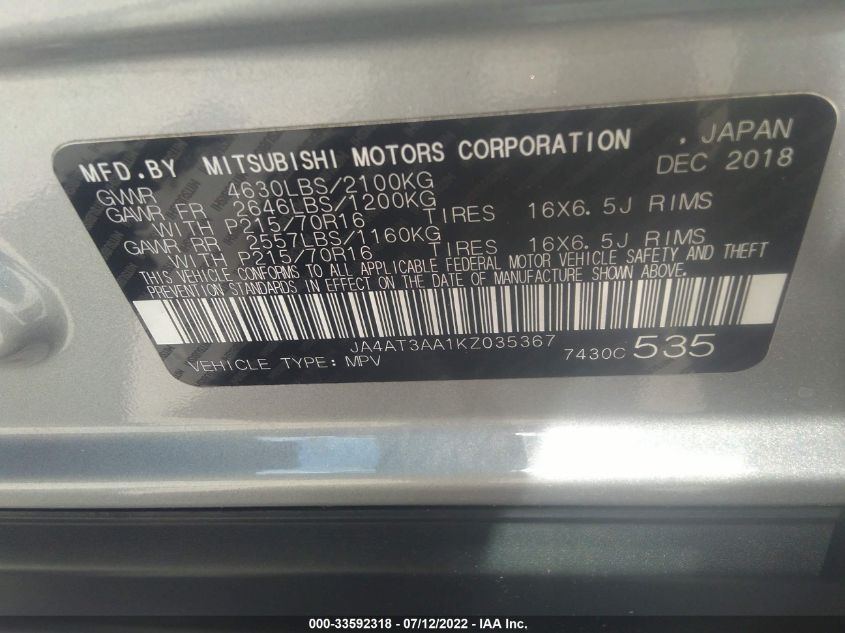 MFD.BY MITSUBISHI MOTORS CORPORATION . JAPAN
GVWR 4630LBS/2100KG DEC 2018
GAWR FR 2646LBS/1200KG
WITH P215/70R16 TIRES 16X6.5J RIMS
GAWR RR 2557LBS/1160KG
WITH P215/70R16 TIRES 16X6.5J RIMS
THIS VEHICLE CONFORMS TO ALL APPLICABLE FEDERAL MOTOR VEHICLE SAFETY AND THEFT
PREVENTION STANDARDS IN EFFECT ON THE DATE OF MANUFACTURE SHOWN ABOVE.
JA4AT3AA1KZ035367
VEHICLE TYPE: MPV 7430C 535
000-33592318 - 07/12/2022 - IAA Inc.